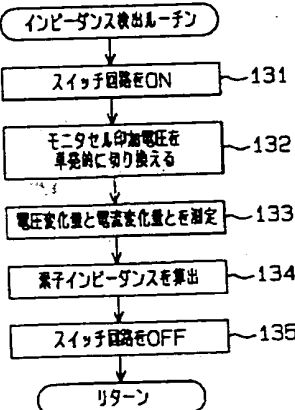 インピーダンス検出ルーチン
スイッチ回路をON
131
モニタセル印加電圧を
単発的に切り換える
132
電圧変化量と電流変化量とを測定
133
素子インピーダンスを算出
134
スイッチ回路をOFF
135
リターン